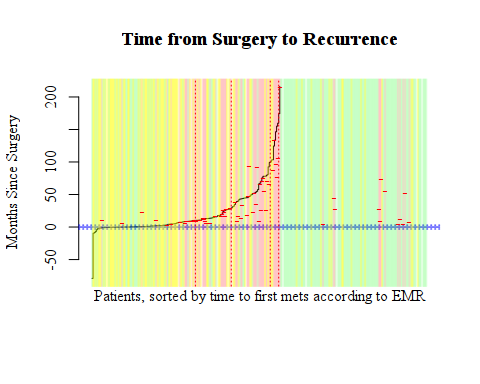 Time from Surgery to Recurrence
Months Since Surgery
200
100
50
0
-50
Patients, sorted by time to first mets according to EMR